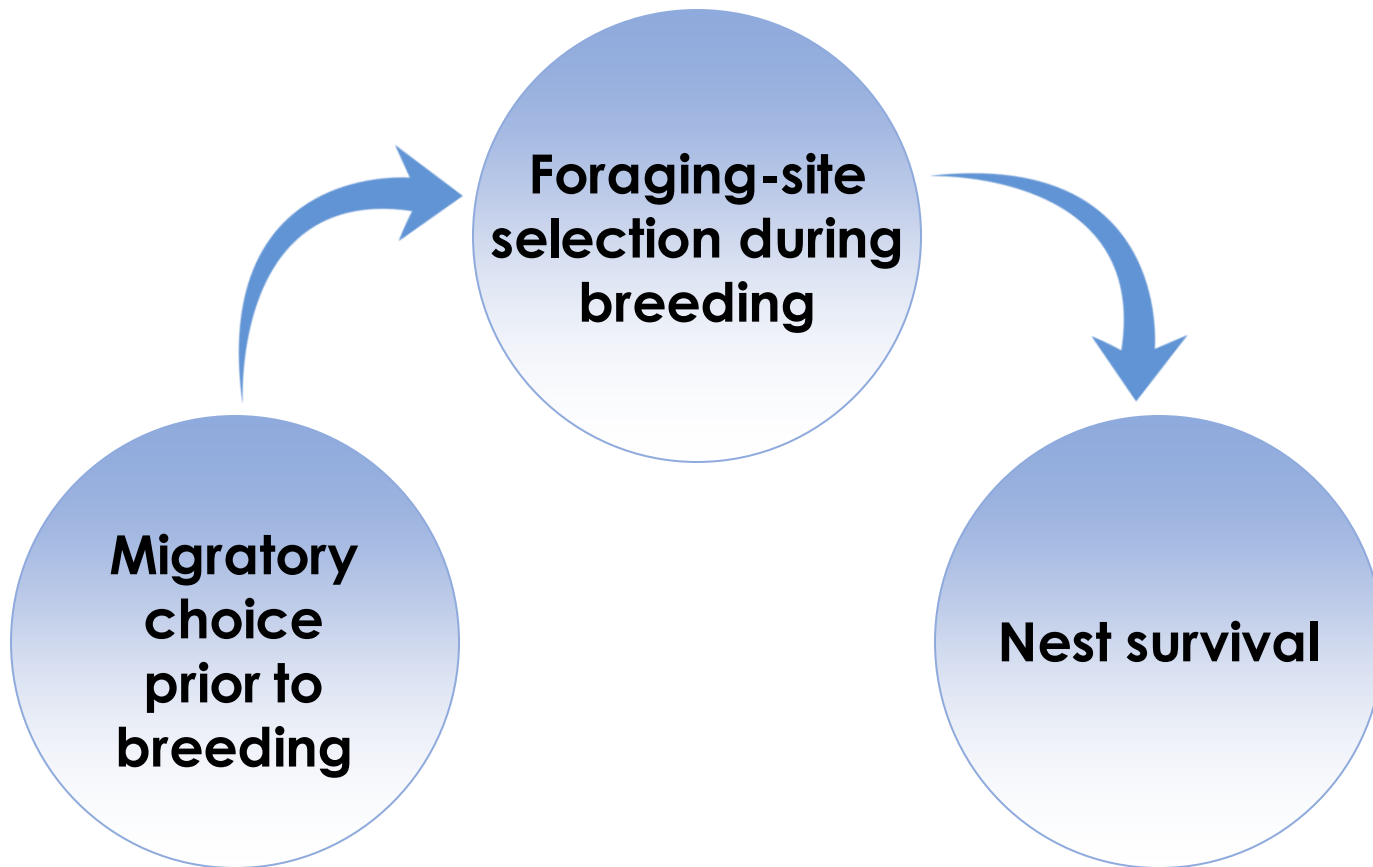 Foraging-site
selection during
breeding
Migratory
choice
prior to
breeding
Nest survival